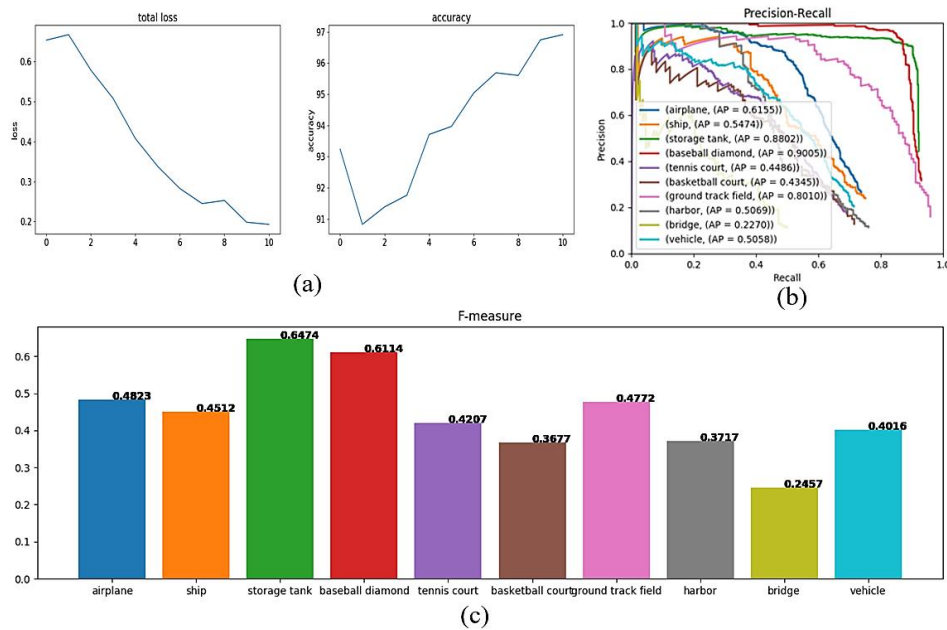 total loss
loss
0.6
0.5
0.4
0.3
0.2
0 2 4 6 8 10
accuracy
accuracy
97
96
95
93
92
91
0 2 4 6 8 10
(a)
Precision-Recall
Precision
1.0
0.8
0.6
0.4
0.2
0.0
(airplane, (AP = 0.6155))
(ship, (AP = 0.5474))
(storage tank, (AP = 0.8802))
(baseball diamond, (AP = 0.9005))
(tennis court, (AP = 0.4486))
(basketball court, (AP = 0.4345))
(ground track field, (AP = 0.8010))
(harbor, (AP = 0.5069))
(bridge, (AP = 0.2270))
(vehicle, (AP = 0.5058))
0.0 0.2 0.4 0.6 0.8 1.0
Recall
(b)
F-measure
0.6
0.5
0.4
0.3
0.2
0.1
0.0
0.4823
0.4512
0.6474
0.6114
0.4207
0.3677
0.4772
0.3717
0.2457
0.4016
airplane ship storage tank baseball diamond tennis court basketball court ground track field harbor bridge vehicle
(c)